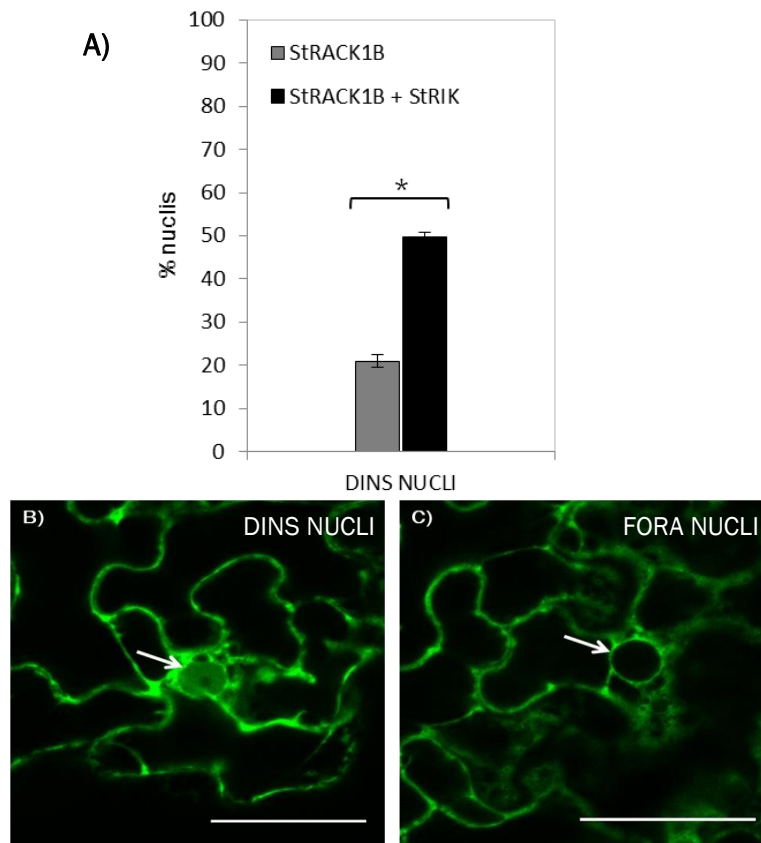 A)
100
90
80
70
60
50
40
30
20
10
0
% nuclis
StRACK1B
StRACK1B + StRIK
*
DINS NUCLI
B)
DINS NUCLI
C)
FORA NUCLI